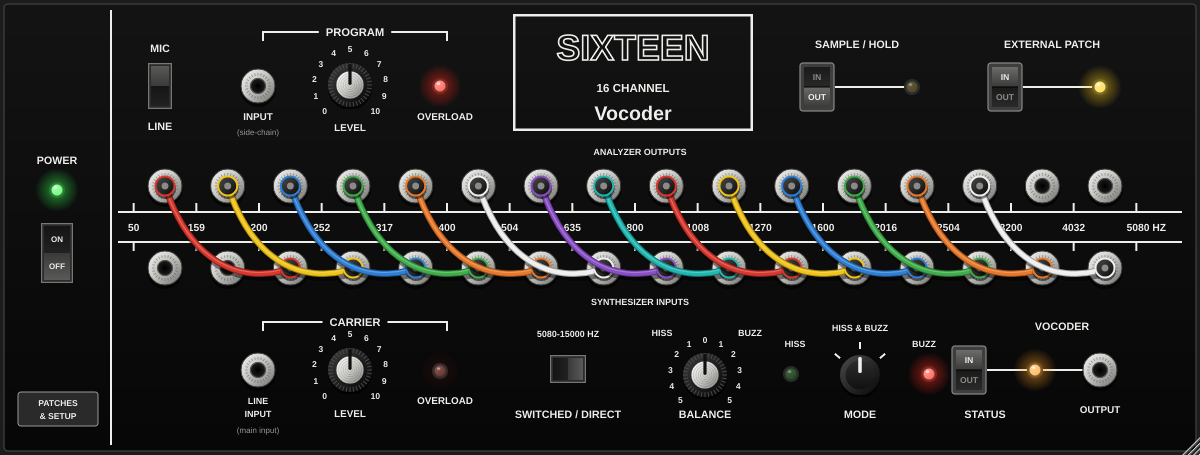 MIC
LINE
PROGRAM
0 1 2 3 4 5 6 7 8 9 10
INPUT
(side-chain)
LEVEL
OVERLOAD
SIXTEEN
16 CHANNEL
Vocoder
SAMPLE / HOLD
IN
OUT
EXTERNAL PATCH
IN
OUT
POWER
ON
OFF
PATCHES
& SETUP
ANALYZER OUTPUTS
50 159 200 252 317 400 504 635 800 1008 1270 1600 2016 2504 3200 4032 5080 HZ
SYNTHESIZER INPUTS
CARRIER
0 1 2 3 4 5 6 7 8 9 10
LINE
INPUT
(main input)
LEVEL
OVERLOAD
5080-15000 HZ
SWITCHED / DIRECT
HISS
BUZZ
5 4 3 2 1 0 1 2 3 4 5
BALANCE
HISS
HISS & BUZZ
BUZZ
MODE
VOCODER
IN
OUT
STATUS
OUTPUT